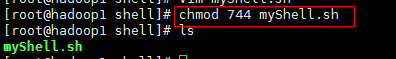 [root@hadoop1 shell]# vim myShell.sh
[root@hadoop1 shell]# chmod 744 myShell.sh
[root@hadoop1 shell]# ls
myShell.sh
[root@hadoop1 shell]#